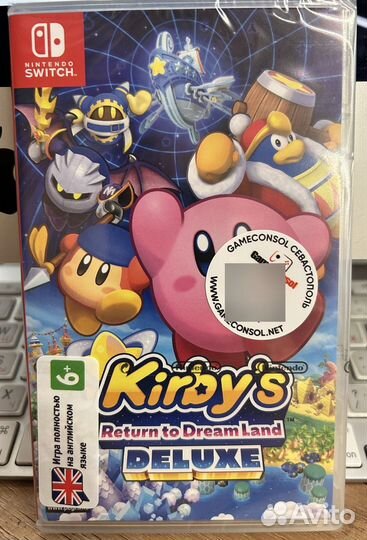 NINTENDO
SWITCH
GAMECONSOL СЕВАСТОПОЛЬ
WWW.GAMECONSOL.NET
Kirby's
Return to Dream Land
DELUXE
6+
Игра полностью
на английском
языке
Avito